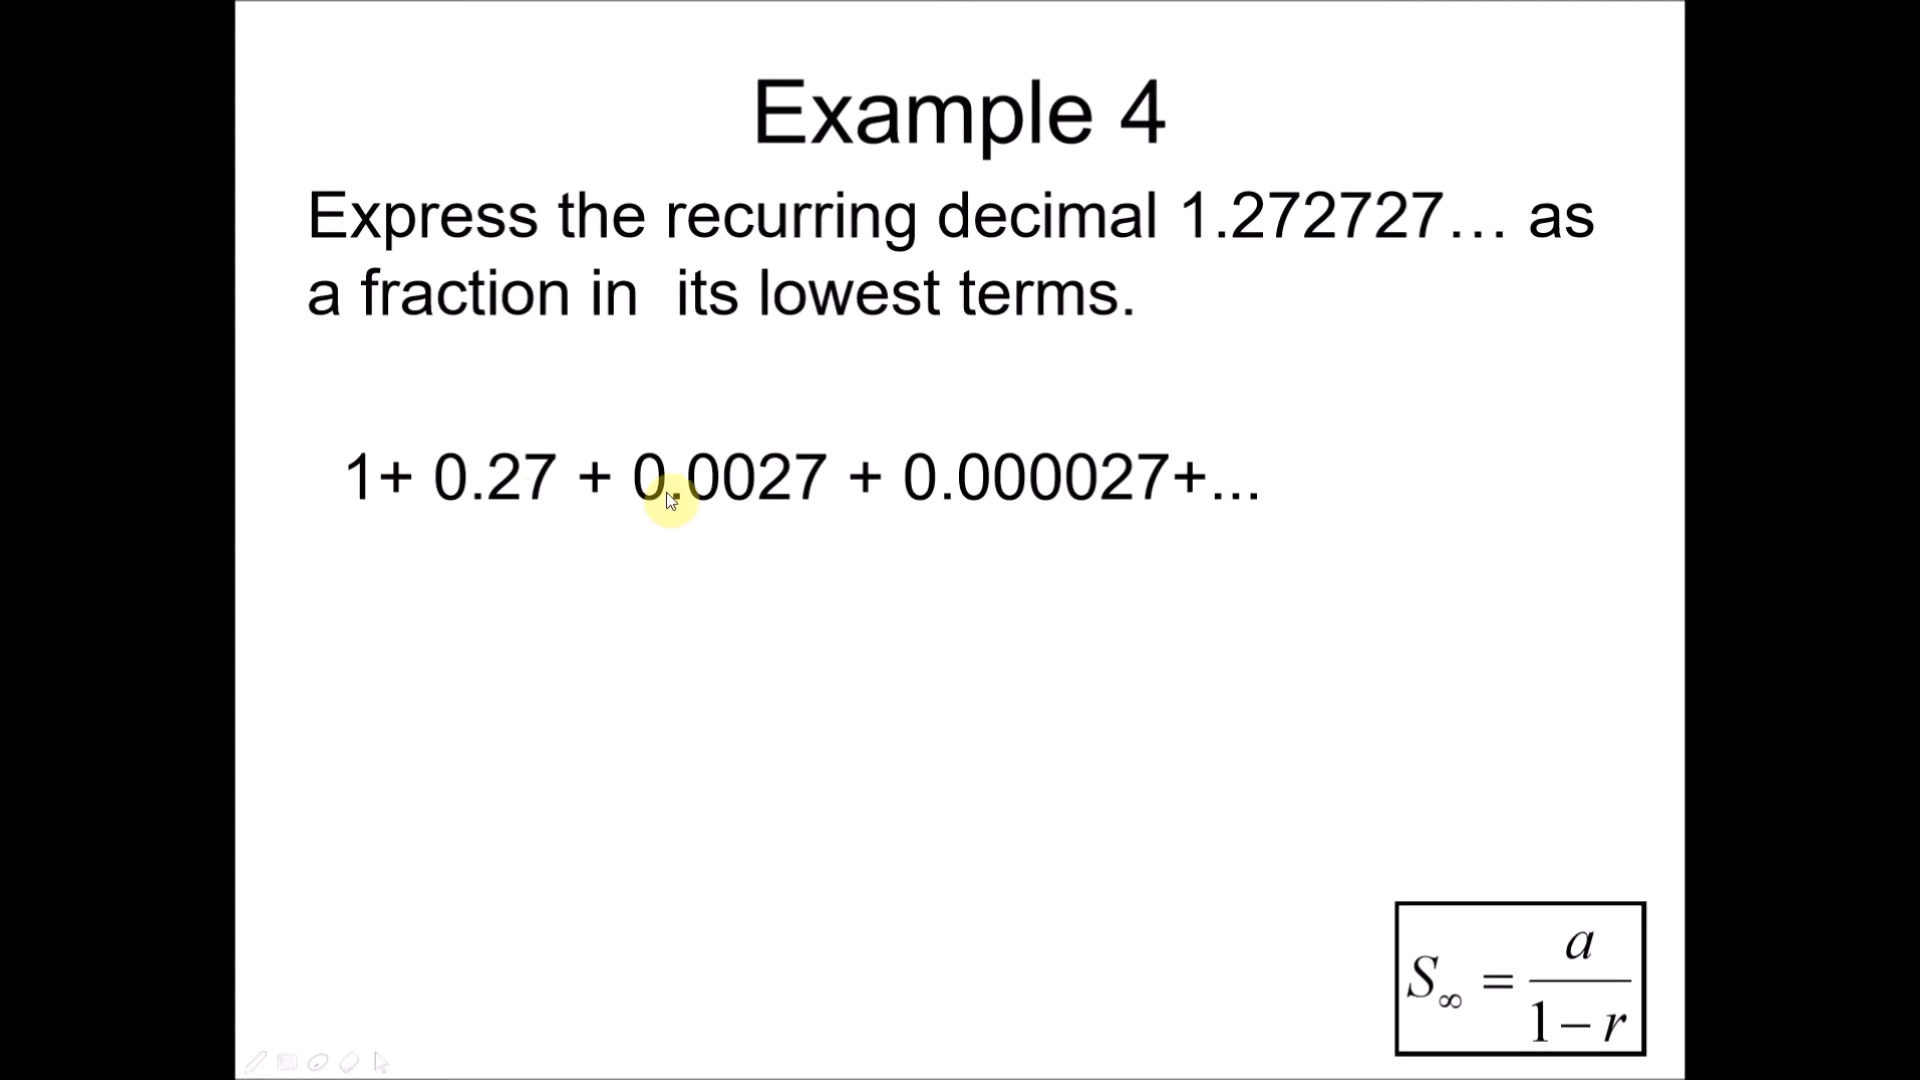 Example 4
Express the recurring decimal 1.272727… as
a fraction in  its lowest terms.
1+ 0.27 + 0.0027 + 0.000027+...
S∞ = a
1 − r